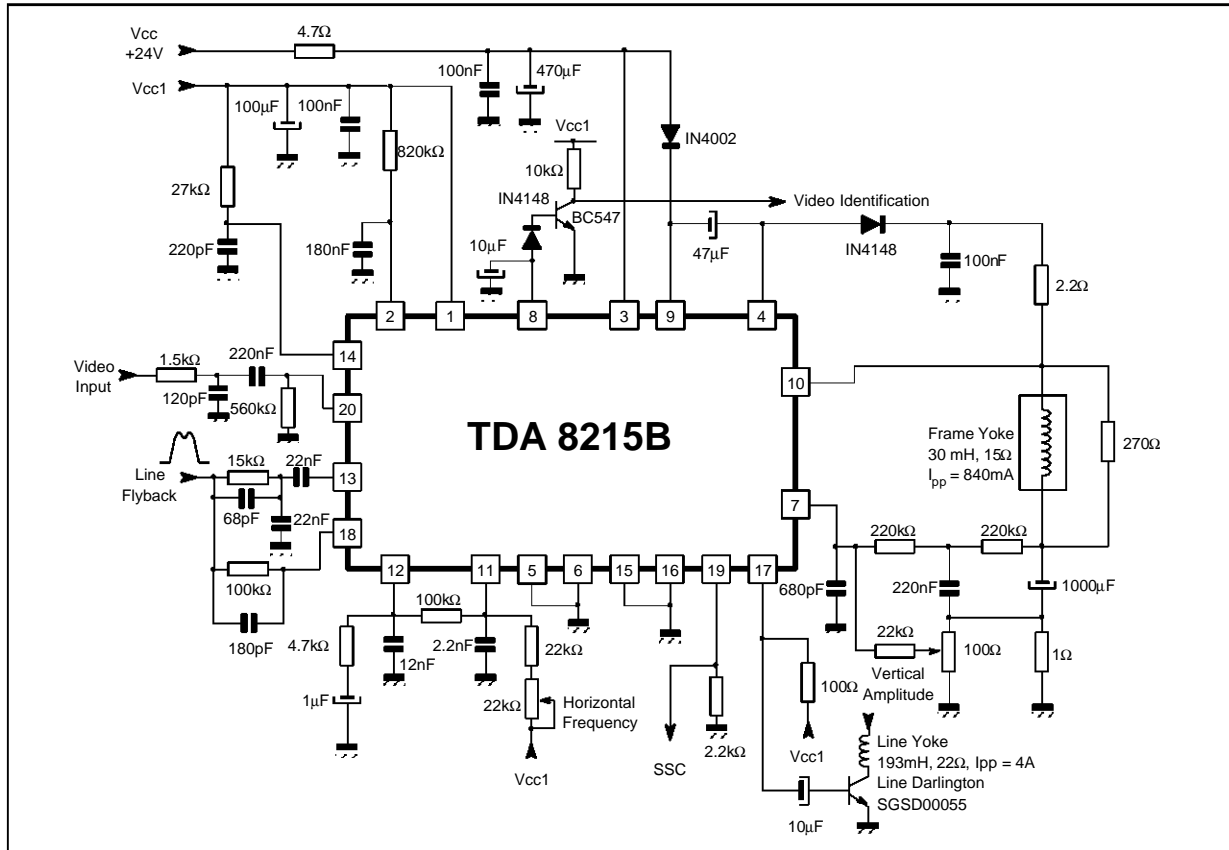 Vcc
+24V
4.7Ω
Vcc1
100µF
100nF
100nF
470µF
820kΩ
27kΩ
220pF
180nF
Vcc1
10kΩ
IN4148
BC547
10µF
IN4002
Video Identification
47µF
IN4148
100nF
2.2Ω
2
1
8
3
9
4
14
20
13
18
10
7
Video
Input
1.5kΩ
220nF
120pF
560kΩ
TDA 8215B
Line
Flyback
15kΩ
22nF
68pF
22nF
100kΩ
180pF
Frame Yoke
30 mH, 15Ω
Ipp = 840mA
270Ω
12
11
5
6
15
16
19
17
220kΩ
220kΩ
680pF
220nF
1000µF
22kΩ
100Ω
1Ω
Vertical
Amplitude
100kΩ
4.7kΩ
12nF
2.2nF
22kΩ
1µF
22kΩ
Horizontal
Frequency
Vcc1
SSC
2.2kΩ
100Ω
Vcc1
10µF
Line Yoke
193mH, 22Ω, Ipp = 4A
Line Darlington
SGSD00055